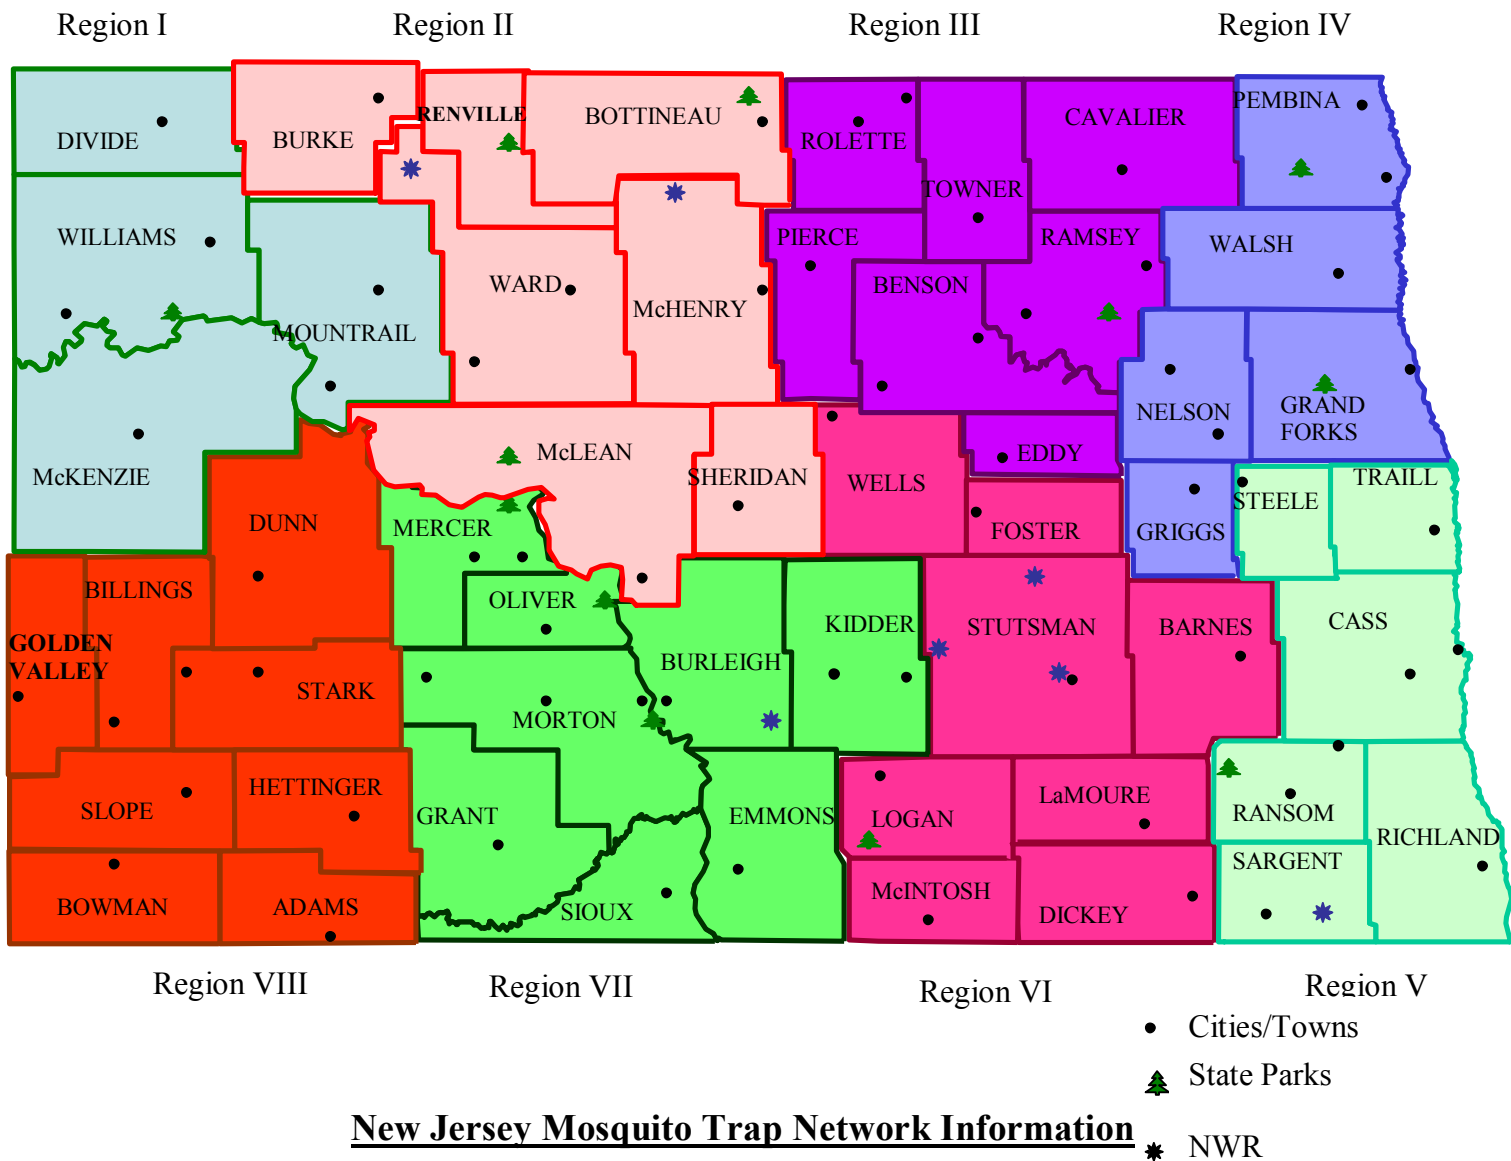 Region I
Region II
Region III
Region IV
DIVIDE
BURKE
RENVILLE
BOTTINEAU
ROLETTE
CAVALIER
PEMBINA
TOWNER
WILLIAMS
WARD
McHENRY
PIERCE
BENSON
RAMSEY
WALSH
MOUNTRAIL
NELSON
GRAND
FORKS
McKENZIE
McLEAN
SHERIDAN
WELLS
EDDY
DUNN
MERCER
FOSTER
GRIGGS
STEELE
TRAILL
BILLINGS
OLIVER
GOLDEN
VALLEY
STARK
BURLEIGH
KIDDER
STUTSMAN
BARNES
CASS
MORTON
SLOPE
HETTINGER
GRANT
EMMONS
LOGAN
LaMOURE
RANSOM
RICHLAND
BOWMAN
ADAMS
SIOUX
McINTOSH
DICKEY
SARGENT
Region VIII
Region VII
Region VI
Region V
Cities/Towns
State Parks
New Jersey Mosquito Trap Network Information
NWR